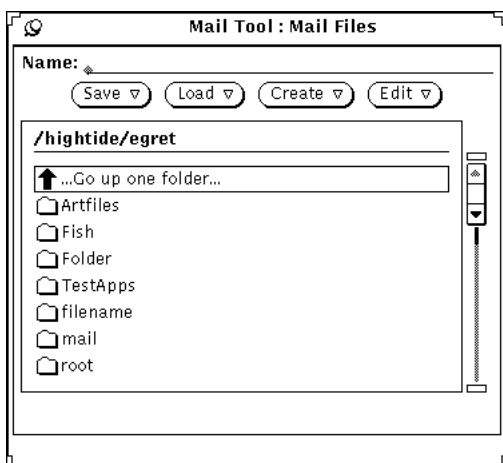 Mail Tool : Mail Files
Name:
Save Load Create Edit
/hightide/egret
...Go up one folder...
Artfiles
Fish
Folder
TestApps
filename
mail
root